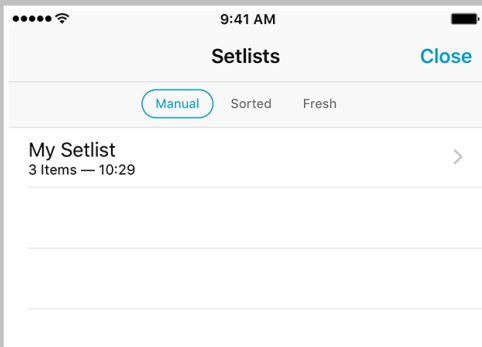 9:41 AM
Setlists Close
Manual Sorted Fresh
My Setlist
3 Items — 10:29